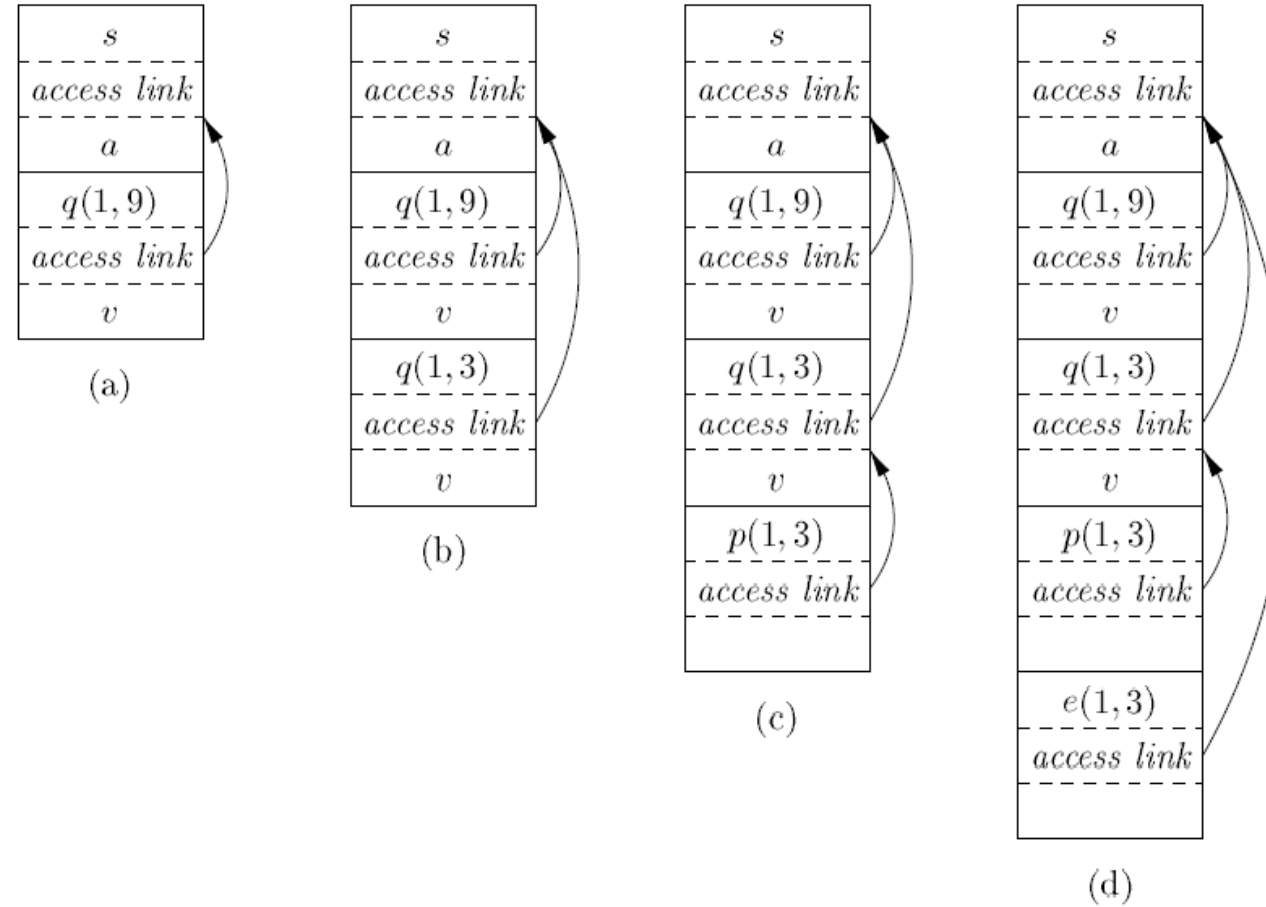 s
access link
a
q(1, 9)
access link
v
(a)
s
access link
a
q(1, 9)
access link
v
q(1, 3)
access link
v
(b)
s
access link
a
q(1, 9)
access link
v
q(1, 3)
access link
v
p(1, 3)
access link
(c)
s
access link
a
q(1, 9)
access link
v
q(1, 3)
access link
v
p(1, 3)
access link
e(1, 3)
access link
(d)